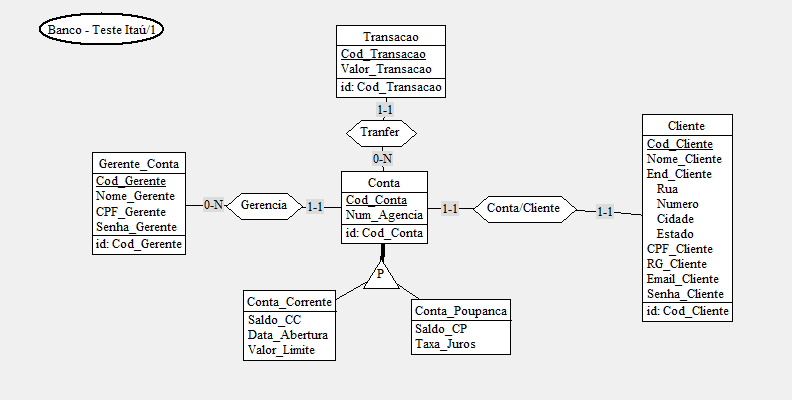 Banco - Teste Itaú/1
Transacao
Cod_Transacao
Valor_Transacao
id: Cod_Transacao
1-1
Tranfer
0-N
Gerente_Conta
Cod_Gerente
Nome_Gerente
CPF_Gerente
Senha_Gerente
id: Cod_Gerente
0-N
Gerencia
1-1
Conta
Cod_Conta
Num_Agencia
id: Cod_Conta
1-1
Conta/Cliente
1-1
Cliente
Cod_Cliente
Nome_Cliente
End_Cliente
Rua
Numero
Cidade
Estado
CPF_Cliente
RG_Cliente
Email_Cliente
Senha_Cliente
id: Cod_Cliente
P
Conta_Corrente
Saldo_CC
Data_Abertura
Valor_Limite
Conta_Poupanca
Saldo_CP
Taxa_Juros